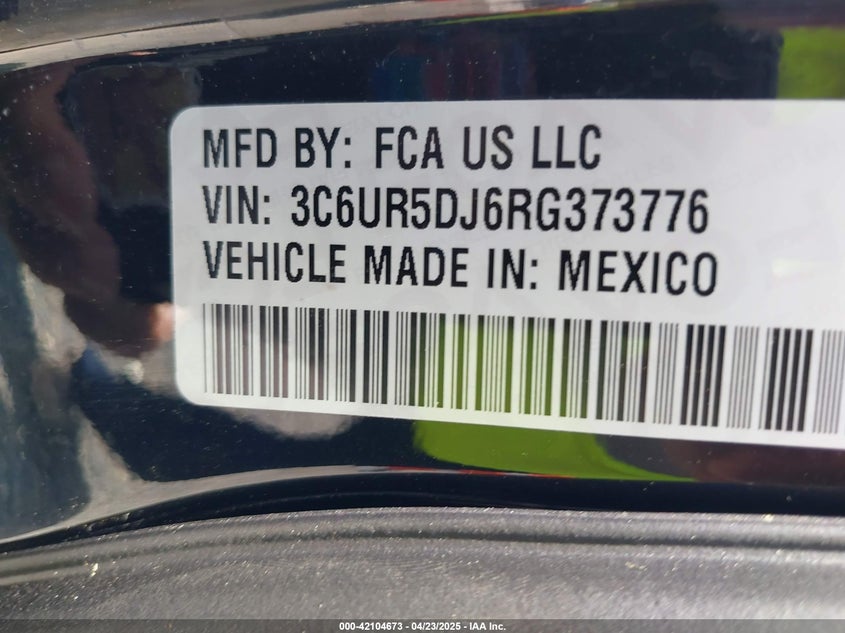 MFD BY: FCA US LLC
VIN: 3C6UR5DJ6RG373776
VEHICLE MADE IN: MEXICO
000-42104673 / 04/23/2025 - IAA Inc.